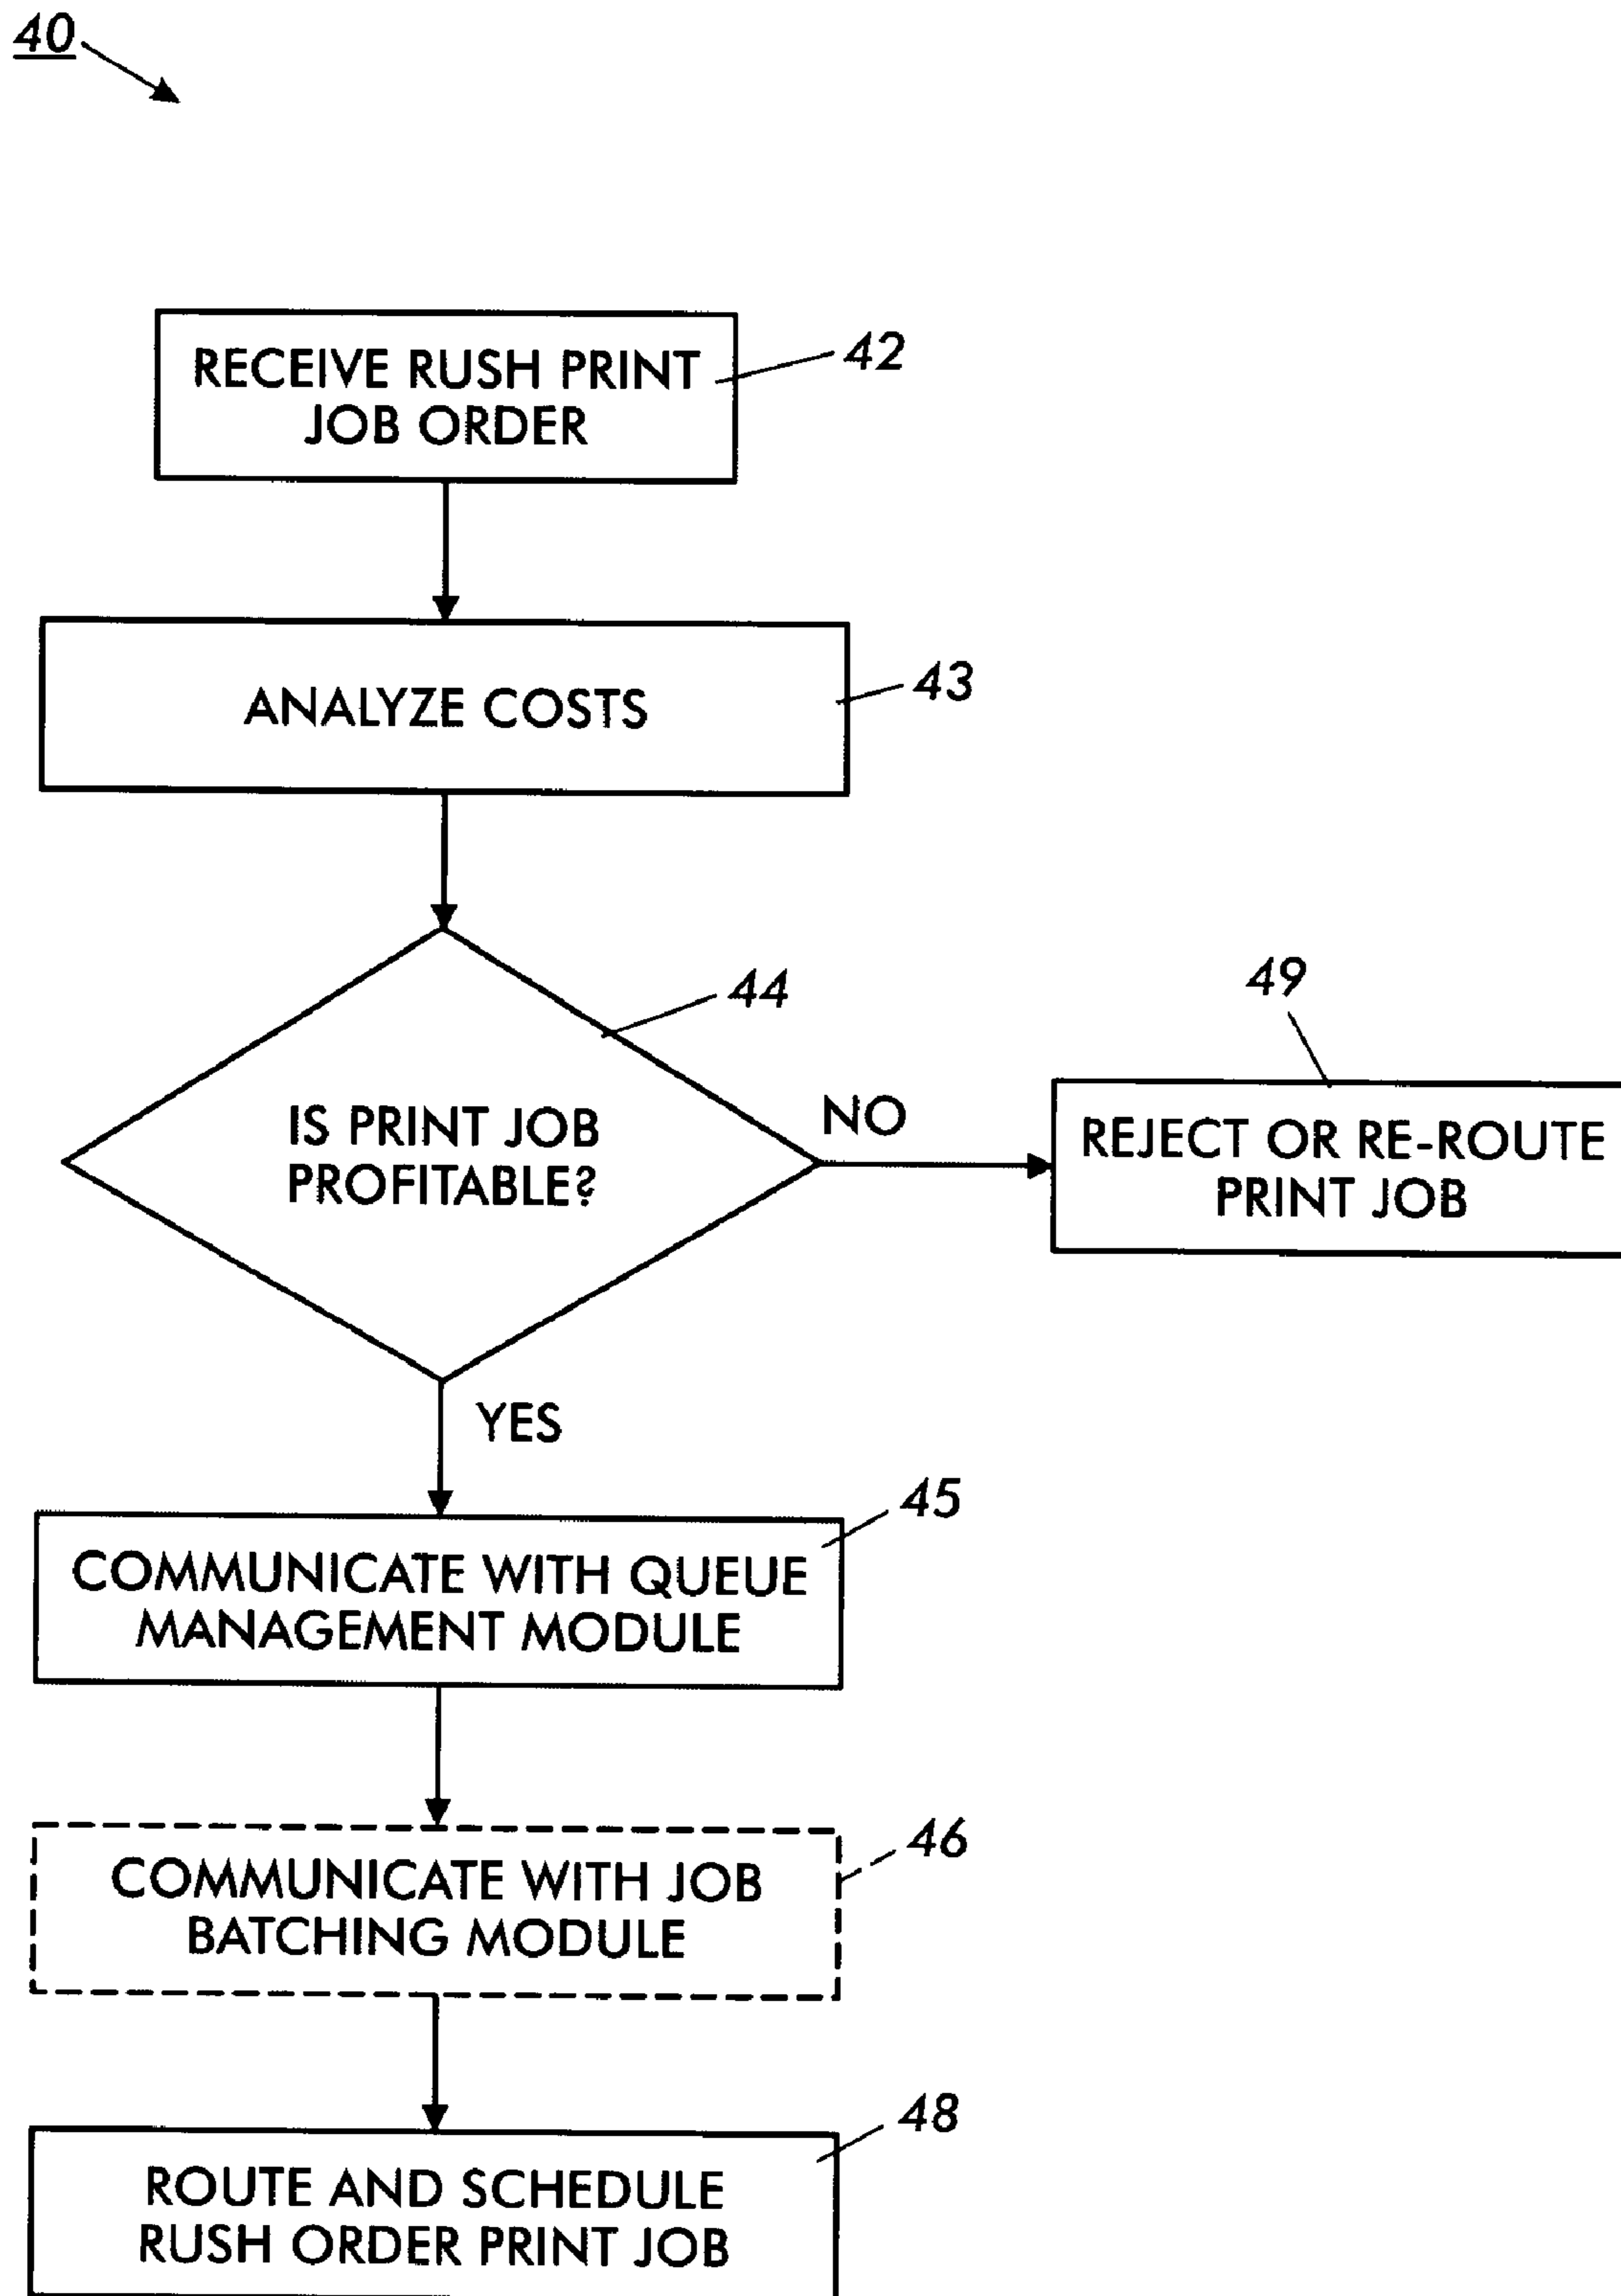 40
RECEIVE RUSH PRINT
JOB ORDER
42
ANALYZE COSTS
43
44
IS PRINT JOB
PROFITABLE?
NO
49
REJECT OR RE-ROUTE
PRINT JOB
YES
45
COMMUNICATE WITH QUEUE
MANAGEMENT MODULE
46
COMMUNICATE WITH JOB
BATCHING MODULE
48
ROUTE AND SCHEDULE
RUSH ORDER PRINT JOB